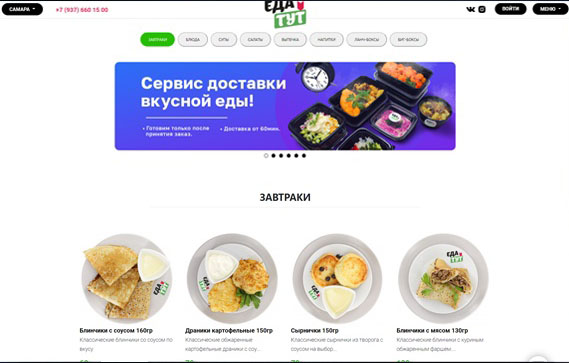 САМАРА
+7 (937) 660 15 00
ЕДА
ТУТ
ВОЙТИ
МЕНЮ
ЗАВТРАКИ
БЛЮДА
СУПЫ
САЛАТЫ
ВЫПЕЧКА
НАПИТКИ
ЛАНЧ-БОКСЫ
БИГ-БОКСЫ
Сервис доставки
вкусной еды!
• Готовим только после
принятия заказ.
• Доставка от 60мин.
ЗАВТРАКИ
ЕДА
ТУТ
ЕДА
ТУТ
Блинчики с соусом 160гр
Классические блинчики со соусом по
вкусу
Драники картофельные 150гр
Классические обжаренные
картофельные драники с соу...
Сырнички 150гр
Классические сырнички из творога с
соусом на выбор...
Блинчики с мясом 130гр
Классические блинчики с куриным
обжаренным фаршем...